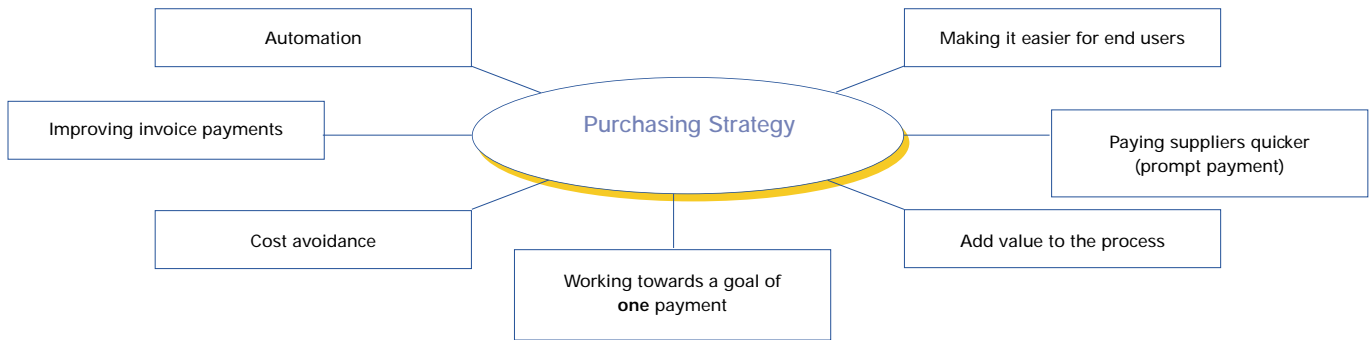 Automation
Making it easier for end users
Purchasing Strategy
Improving invoice payments
Paying suppliers quicker
(prompt payment)
Cost avoidance
Add value to the process
Working towards a goal of
one payment